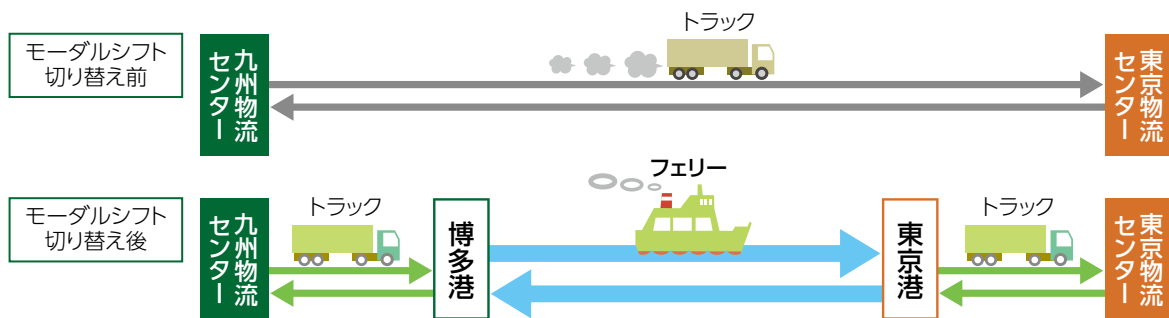 モーダルシフト
切り替え前
九州物流
センター
トラック
東京物流
センター
モーダルシフト
切り替え後
九州物流
センター
トラック
博多港
フェリー
東京港
トラック
東京物流
センター